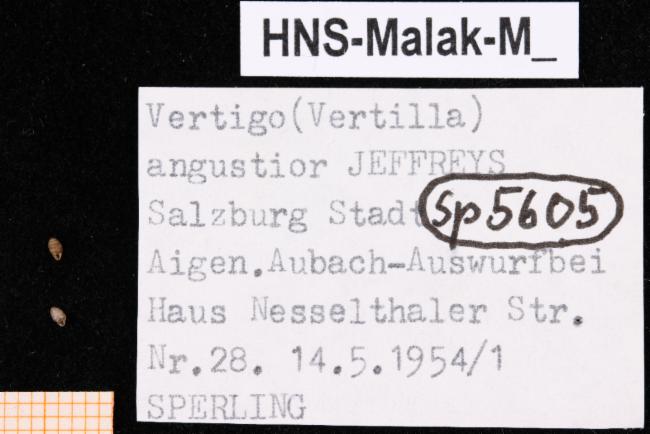 HNS-Malak-M_
Vertigo(Vertilla)
angustior JEFFREYS
Salzburg Stadt
Sp5605
Aigen.Aubach-Auswurfbei
Haus Nesselthaler Str.
Nr.28. 14.5.1954/1
SPERLING